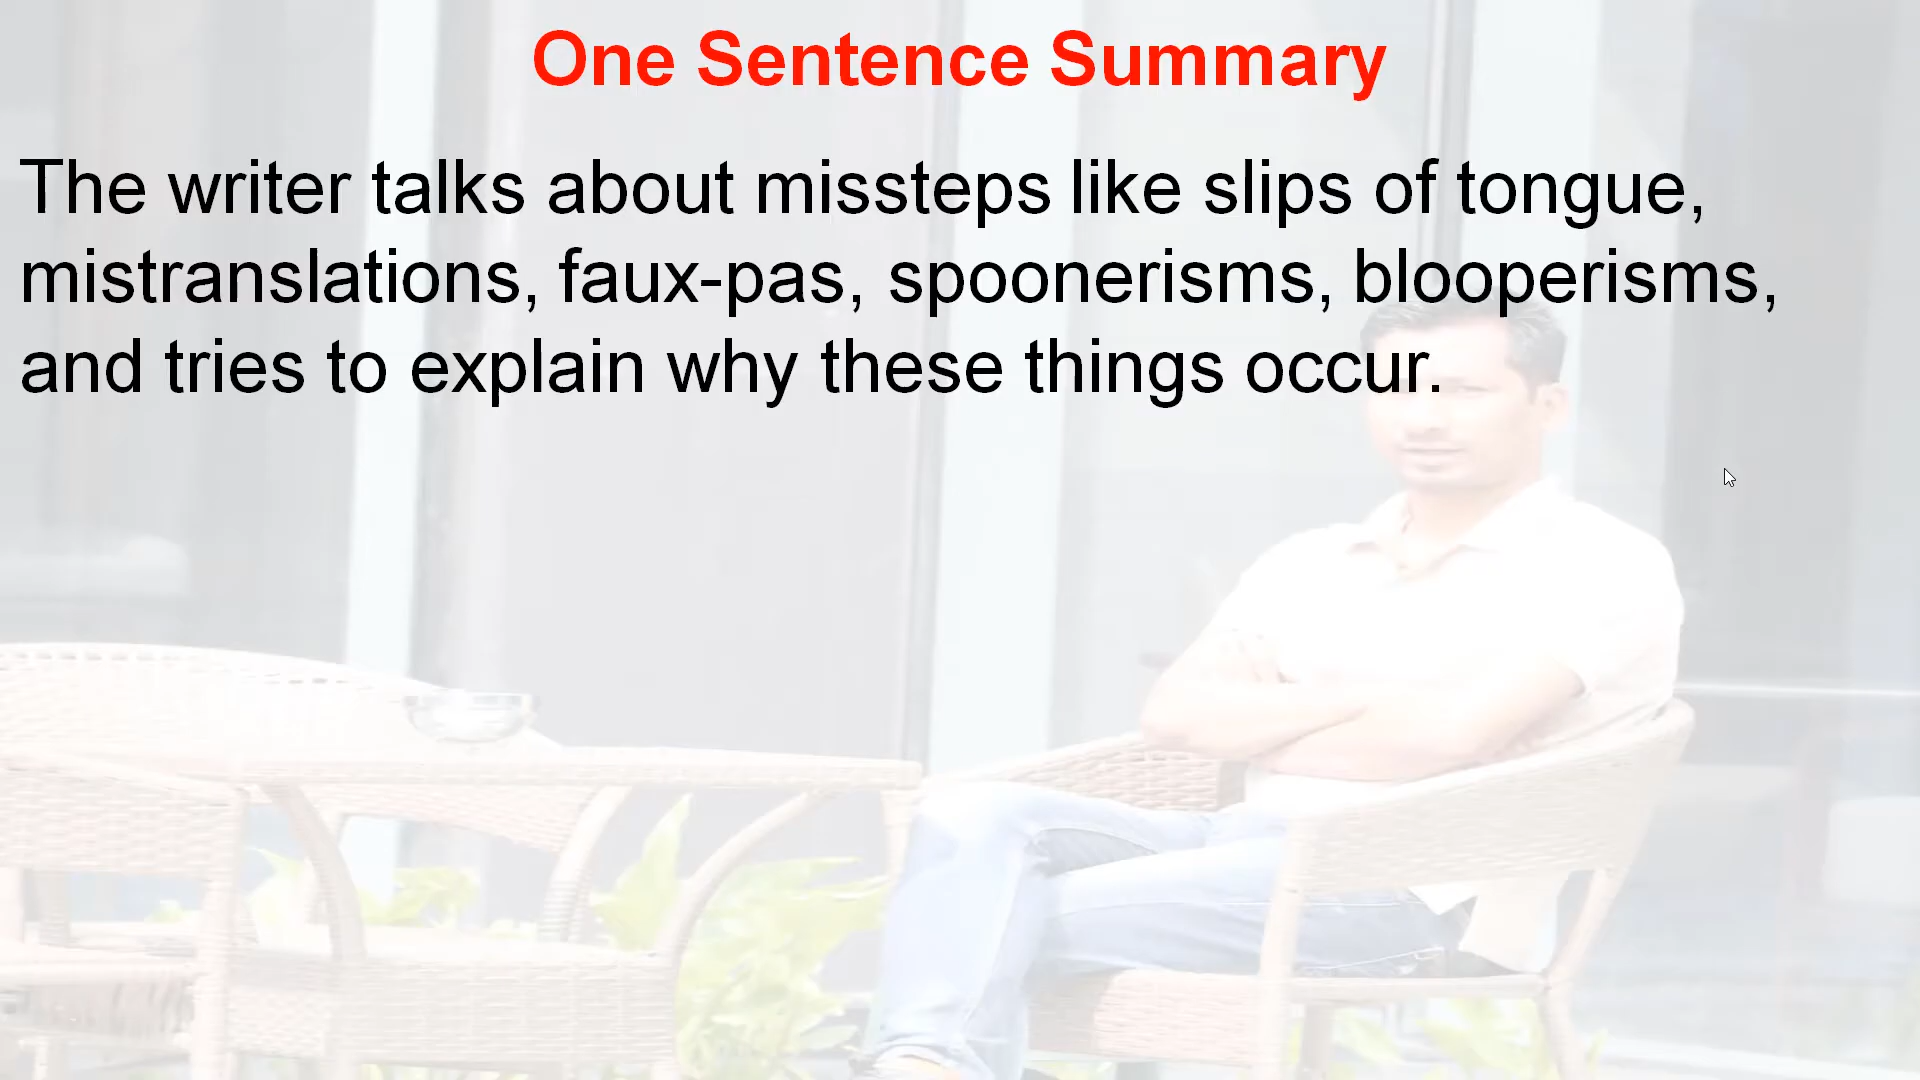 One Sentence Summary
The writer talks about missteps like slips of tongue,
mistranslations, faux-pas, spoonerisms, blooperisms,
and tries to explain why these things occur.